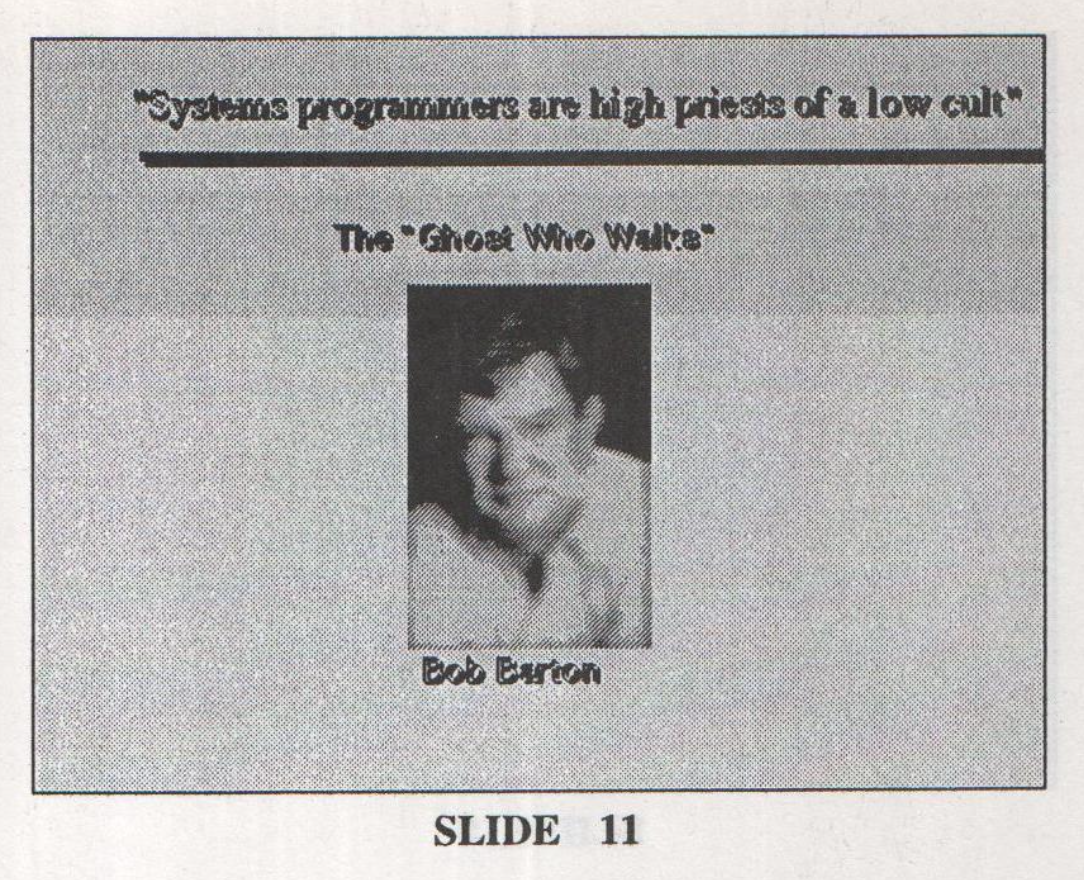 "Systems programmers are high priests of a low cult"
The "Ghost Who Walks"
Bob Barton
SLIDE 11